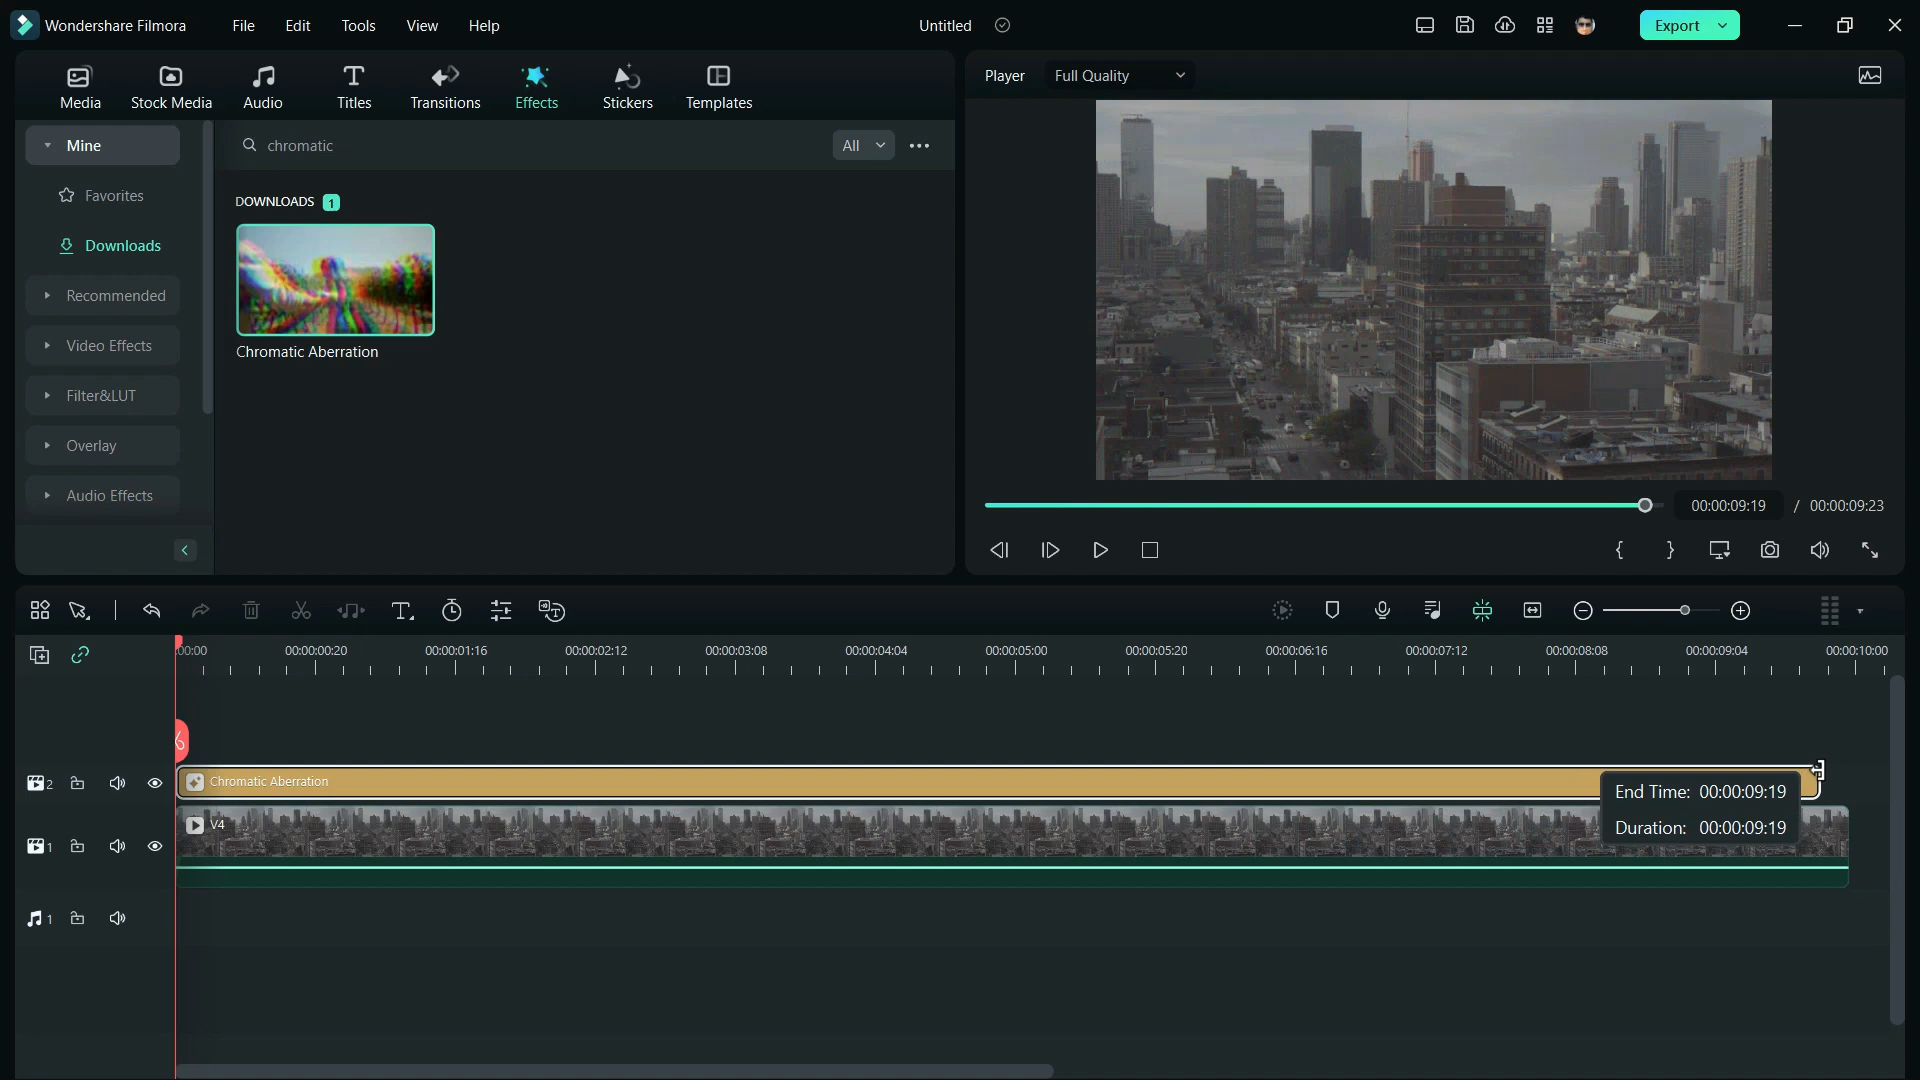 Wondershare Filmora
File
Edit
Tools
View
Help
Untitled
Export
Media
Stock Media
Audio
Titles
Transitions
Effects
Stickers
Templates
Player
Full Quality
Mine
chromatic
All
Favorites
DOWNLOADS 1
Downloads
Recommended
Chromatic Aberration
Video Effects
Filter&LUT
Overlay
Audio Effects
00:00:09:19 / 00:00:09:23
:00:00
00:00:00:20
00:00:01:16
00:00:02:12
00:00:03:08
00:00:04:04
00:00:05:00
00:00:05:20
00:00:06:16
00:00:07:12
00:00:08:08
00:00:09:04
00:00:10:00
2
Chromatic Aberration
End Time: 00:00:09:19
Duration: 00:00:09:19
V4
1
1